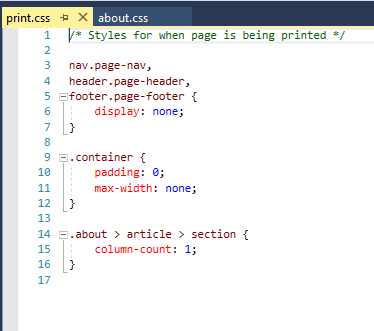 print.css about.css
1 /* Styles for when page is being printed */
2
3 nav.page-nav,
4 header.page-header,
5 footer.page-footer {
6     display: none;
7 }
8
9 .container {
10     padding: 0;
11     max-width: none;
12 }
13
14 .about > article > section {
15     column-count: 1;
16 }
17